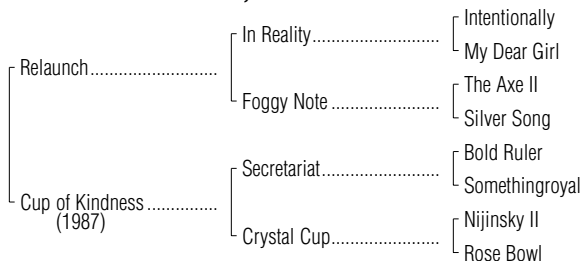 Intentionally
In Reality
My Dear Girl
Relaunch
The Axe II
Foggy Note
Silver Song
Bold Ruler
Secretariat
Somethingroyal
Cup of Kindness
(1987)
Nijinsky II
Crystal Cup
Rose Bowl